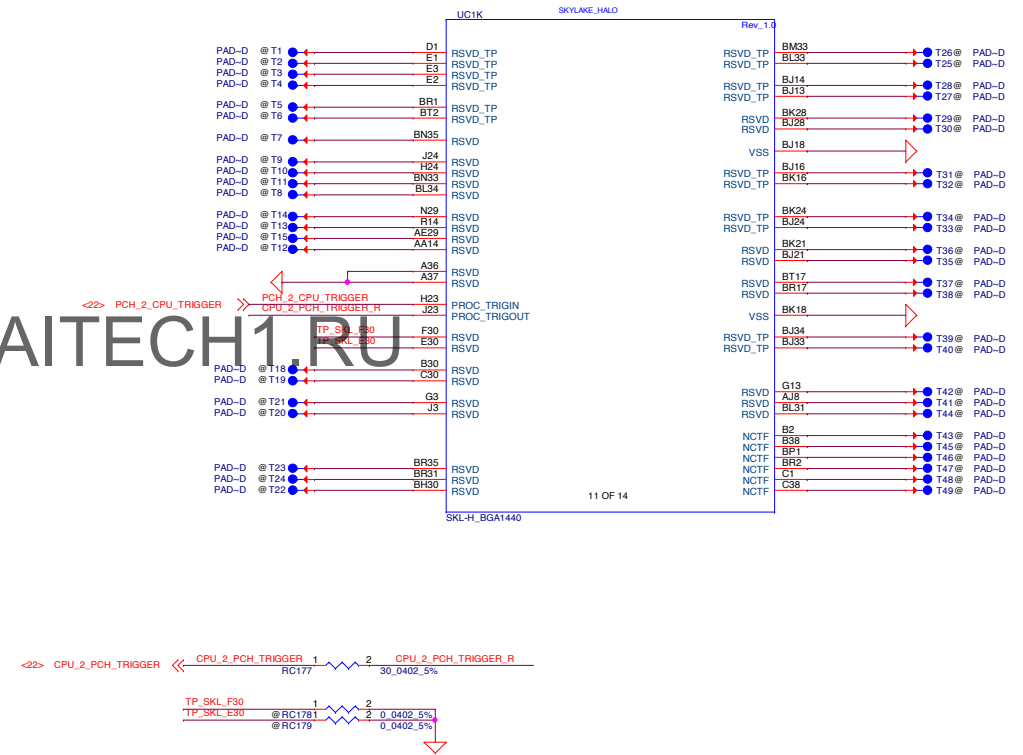 UC1K SKYLAKE_HALO
Rev_1.0
PAD~D @ T1 D1 RSVD_TP RSVD_TP BM33 T26@ PAD~D
PAD~D @ T2 E1 RSVD_TP RSVD_TP BL33 T25@ PAD~D
PAD~D @ T3 E3 RSVD_TP
PAD~D @ T4 E2 RSVD_TP RSVD_TP BJ14 T28@ PAD~D
RSVD_TP BJ13 T27@ PAD~D
PAD~D @ T5 BR1 RSVD_TP
PAD~D @ T6 BT2 RSVD_TP RSVD BK28 T29@ PAD~D
RSVD BJ28 T30@ PAD~D
PAD~D @ T7 BN35 RSVD
VSS BJ18
PAD~D @ T9 J24 RSVD
PAD~D @ T10 H24 RSVD RSVD_TP BJ16 T31@ PAD~D
PAD~D @ T11 BN33 RSVD RSVD_TP BK16 T32@ PAD~D
PAD~D @ T8 BL34 RSVD
PAD~D @ T14 N29 RSVD RSVD_TP BK24 T34@ PAD~D
PAD~D @ T13 R14 RSVD RSVD_TP BJ24 T33@ PAD~D
PAD~D @ T15 AE29 RSVD
PAD~D @ T12 AA14 RSVD RSVD BK21 T36@ PAD~D
RSVD BJ21 T35@ PAD~D
A36 RSVD
A37 RSVD RSVD BT17 T37@ PAD~D
RSVD BR17 T38@ PAD~D
<22> PCH_2_CPU_TRIGGER PCH_2_CPU_TRIGGER H23 PROC_TRIGIN
CPU_2_PCH_TRIGGER_R J23 PROC_TRIGOUT VSS BK18
AITECH1.RU
TP_SKL_F30 F30 RSVD RSVD_TP BJ34 T39@ PAD~D
TP_SKL_E30 E30 RSVD RSVD_TP BJ33 T40@ PAD~D
PAD~D @ T18 B30 RSVD
PAD~D @ T19 C30 RSVD
RSVD G13 T42@ PAD~D
PAD~D @ T21 G3 RSVD RSVD AJ8 T41@ PAD~D
PAD~D @ T20 J3 RSVD RSVD BL31 T44@ PAD~D
NCTF B2 T43@ PAD~D
NCTF B38 T45@ PAD~D
NCTF BP1 T46@ PAD~D
PAD~D @ T23 BR35 RSVD NCTF BR2 T47@ PAD~D
PAD~D @ T24 BR31 RSVD NCTF C1 T48@ PAD~D
PAD~D @ T22 BH30 RSVD NCTF C38 T49@ PAD~D
11 OF 14
SKL-H_BGA1440
<22> CPU_2_PCH_TRIGGER CPU_2_PCH_TRIGGER 1 2 CPU_2_PCH_TRIGGER_R
RC177 30_0402_5%
TP_SKL_F30 1 2
TP_SKL_E30 @ RC178 1 2 0_0402_5%
@ RC179 0_0402_5%